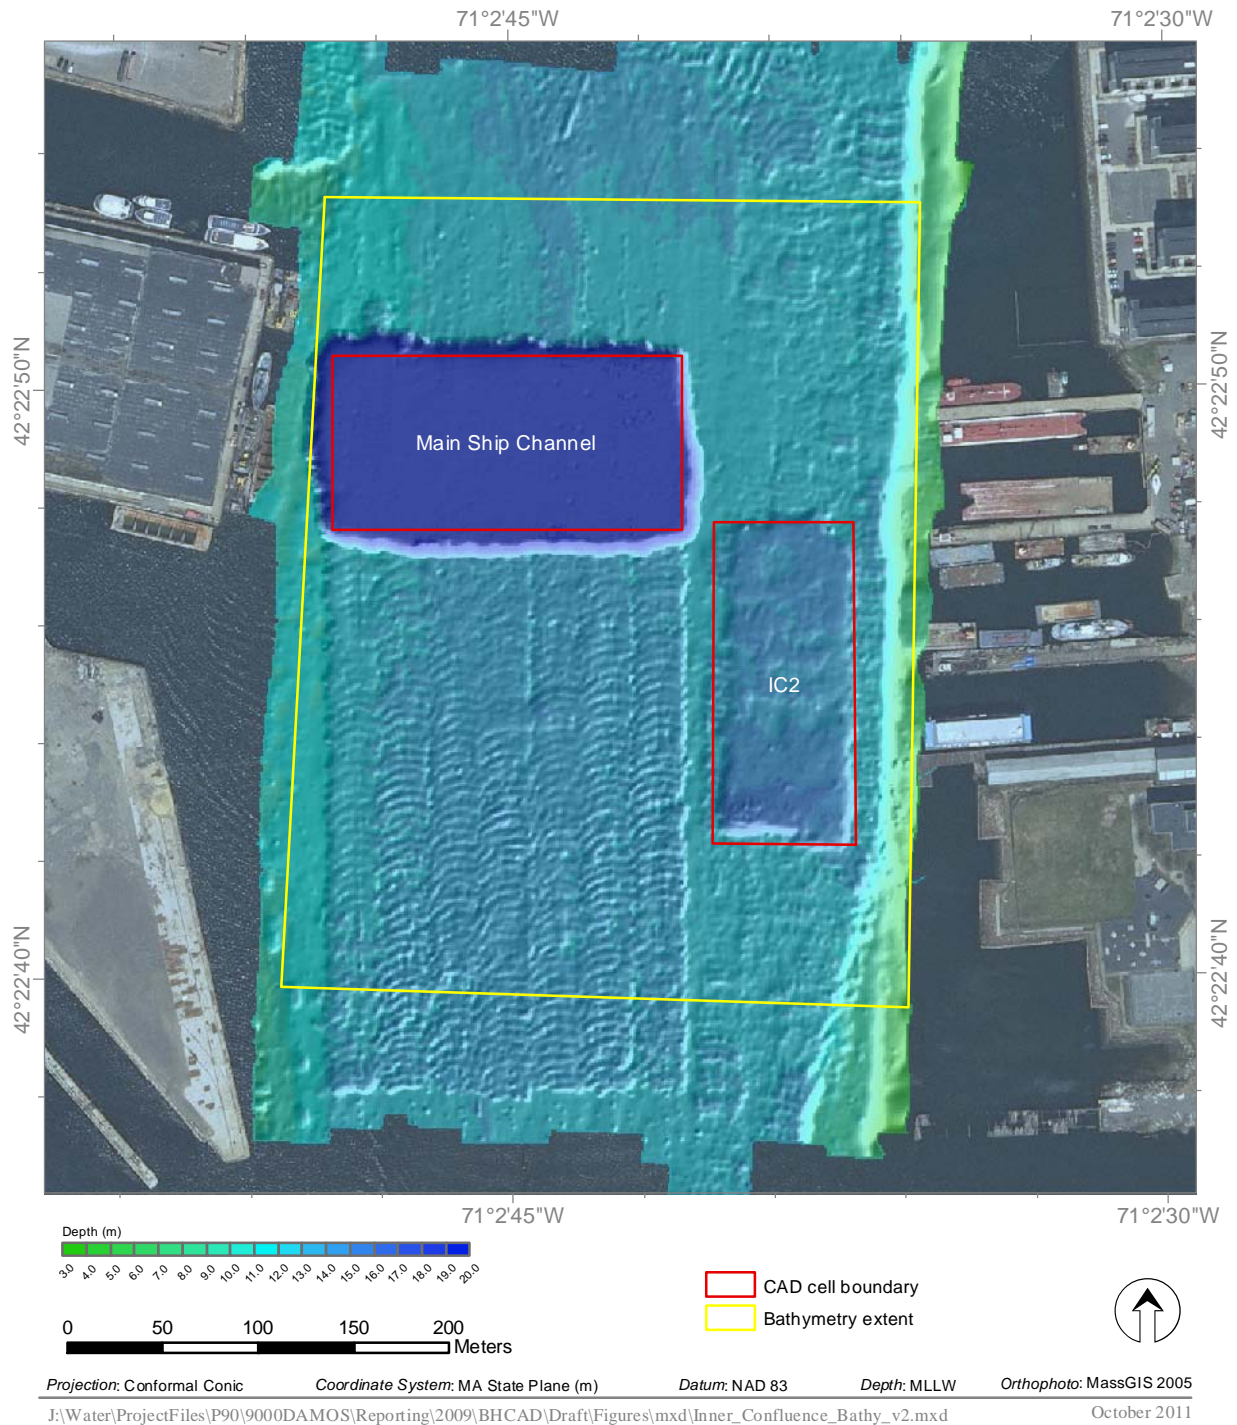 71°2'45"W
71°2'30"W
42°22'50"N
42°22'50"N
Main Ship Channel
IC2
42°22'40"N
42°22'40"N
71°2'45"W
71°2'30"W
Depth (m)
3.0 4.0 5.0 6.0 7.0 8.0 9.0 10.0 11.0 12.0 13.0 14.0 15.0 16.0 17.0 18.0 19.0 20.0
CAD cell boundary
Bathymetry extent
0 50 100 150 200
Meters
Projection: Conformal Conic Coordinate System: MA State Plane (m) Datum: NAD 83 Depth: MLLW Orthophoto: MassGIS 2005
J:\Water\ProjectFiles\P90\9000DAMOS\Reporting\2009\BHCAD\Draft\Figures\mxd\Inner_Confluence_Bathy_v2.mxd October 2011